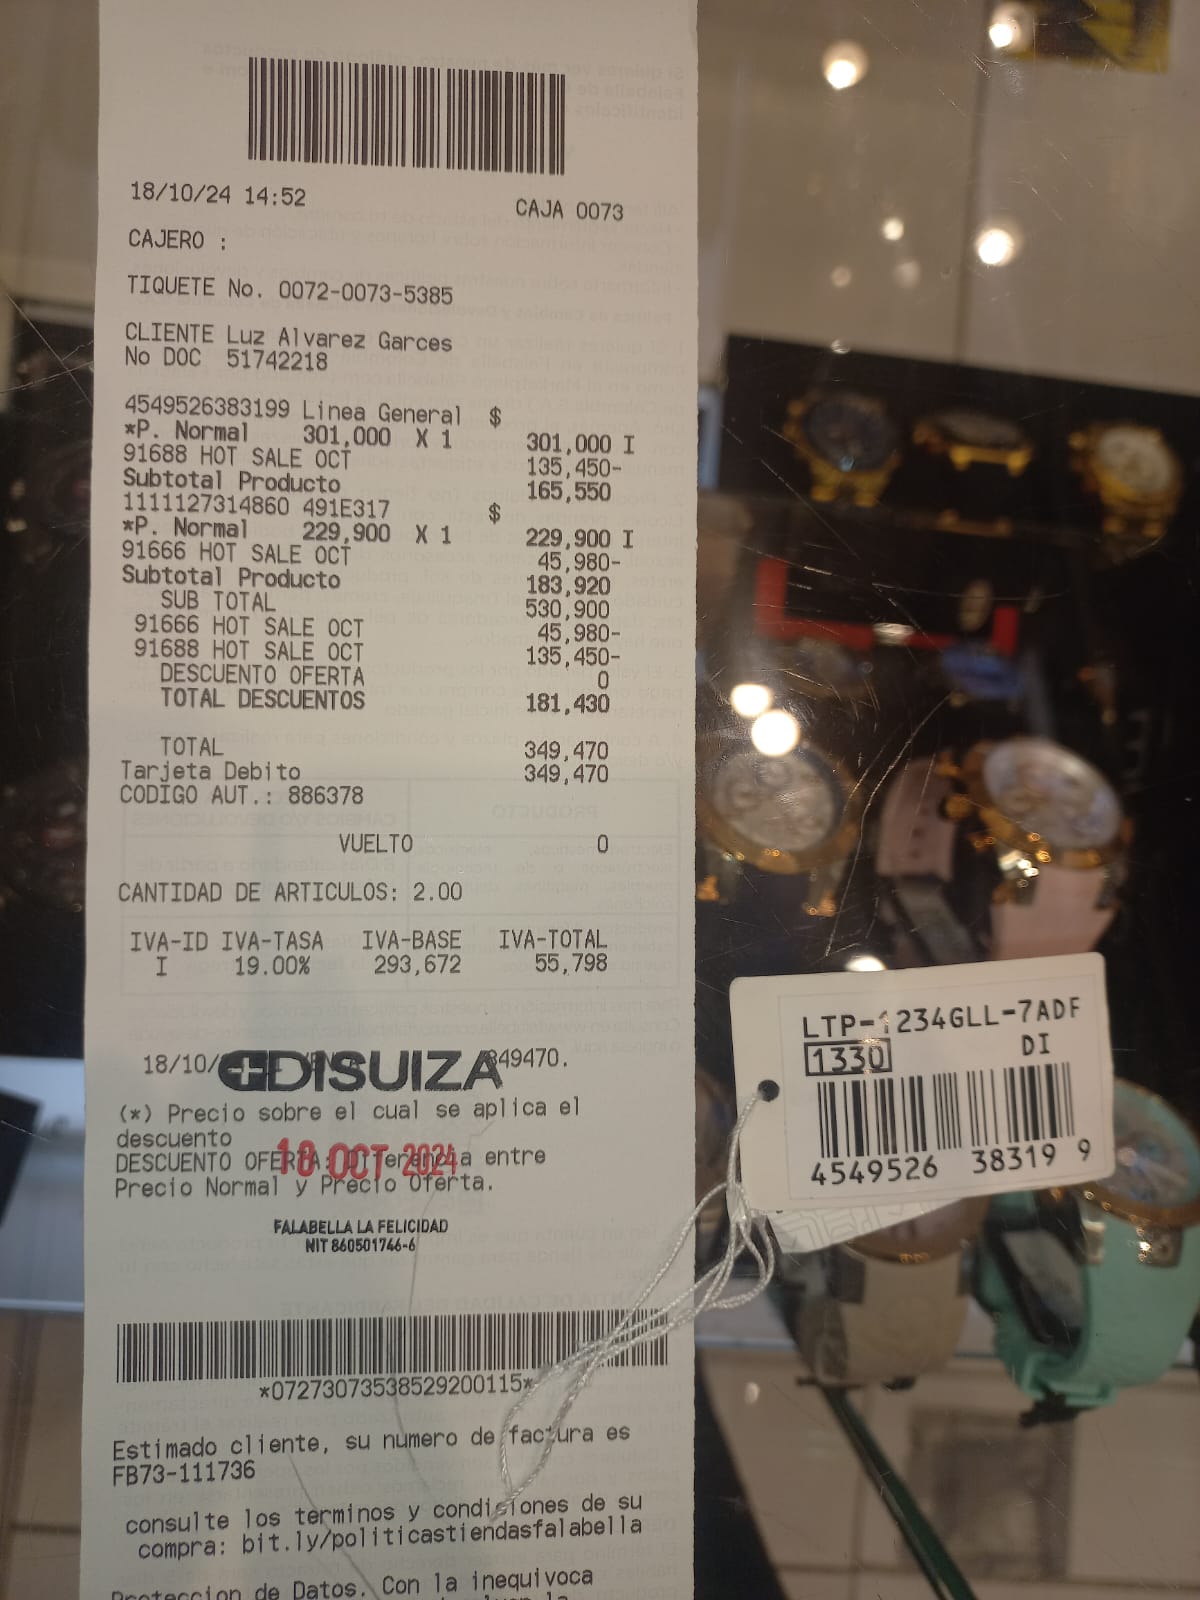 18/10/24 14:52 CAJA 0073
CAJERO :
TIQUETE No. 0072-0073-5385
CLIENTE Luz Alvarez Garces
No DOC 51742218
4549526383199 Linea General $
*P. Normal 301,000 X 1 301,000 I
91688 HOT SALE OCT 135,450-
Subtotal Producto 165,550
1111127314860 491E317 $
*P. Normal 229,900 X 1 229,900 I
91666 HOT SALE OCT 45,980-
Subtotal Producto 183,920
SUB TOTAL 530,900
91666 HOT SALE OCT 45,980-
91688 HOT SALE OCT 135,450-
DESCUENTO OFERTA 0
TOTAL DESCUENTOS 181,430
TOTAL 349,470
Tarjeta Debito 349,470
CODIGO AUT.: 886378
VUELTO 0
CANTIDAD DE ARTICULOS: 2.00
IVA-ID IVA-TASA IVA-BASE IVA-TOTAL
I 19.00% 293,672 55,798
18/10/ 349470.
DISUIZA
(*) Precio sobre el cual se aplica el
descuento
DESCUENTO OFERTA: Diferencia entre
18 OCT 2024
Precio Normal y Precio Oferta.
FALABELLA LA FELICIDAD
NIT 860501746-6
*07273073538529200115*
Estimado cliente, su numero de factura es
FB73-111736
consulte los terminos y condiciones de su
compra: bit.ly/politicastiendasfalabella
Proteccion de Datos. Con la inequivoca
LTP-1234GLL-7ADF
1330 DI
4549526 38319 9